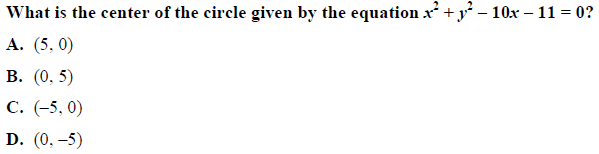 What is the center of the circle given by the equation x² + y² – 10x – 11 = 0?
A. (5, 0)
B. (0, 5)
C. (–5, 0)
D. (0, –5)